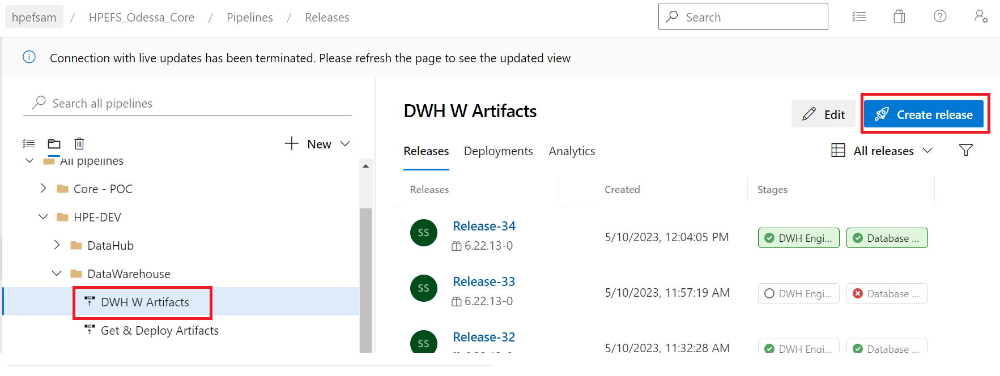 hpefsam / HPEFS_Odessa_Core / Pipelines / Releases
Search
Connection with live updates has been terminated. Please refresh the page to see the updated view
Search all pipelines
New
All pipelines
Core - POC
HPE-DEV
DataHub
DataWarehouse
DWH W Artifacts
Get & Deploy Artifacts
DWH W Artifacts
Edit
Create release
Releases Deployments Analytics
All releases
Releases Created Stages
SS Release-34
6.22.13-0
5/10/2023, 12:04:05 PM
DWH Engi... Database ...
SS Release-33
6.22.13-0
5/10/2023, 11:57:19 AM
DWH Engi... Database ...
SS Release-32
5/10/2023, 11:32:28 AM
DWH Engi... Database ...